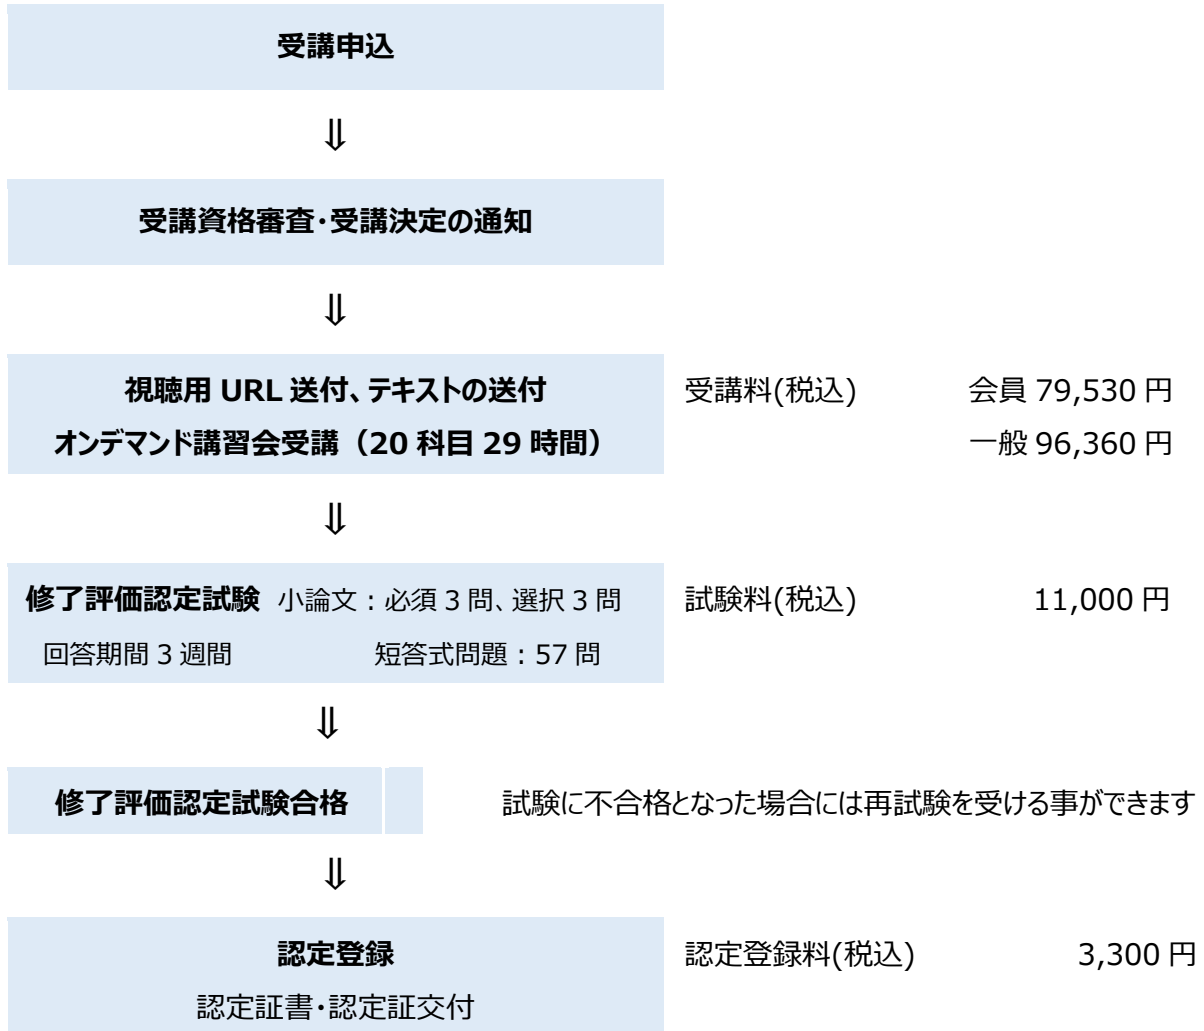 受講申込
⇓
受講資格審査・受講決定の通知
⇓
視聴用 URL 送付、テキストの送付 受講料(税込) 会員 79,530 円
オンデマンド講習会受講（20 科目 29 時間） 一般 96,360 円
⇓
修了評価認定試験 小論文：必須 3 問、選択 3 問 試験料(税込) 11,000 円
回答期間 3 週間 短答式問題：57 問
⇓
修了評価認定試験合格 試験に不合格となった場合には再試験を受ける事ができます
⇓
認定登録 認定登録料(税込) 3,300 円
認定証書・認定証交付